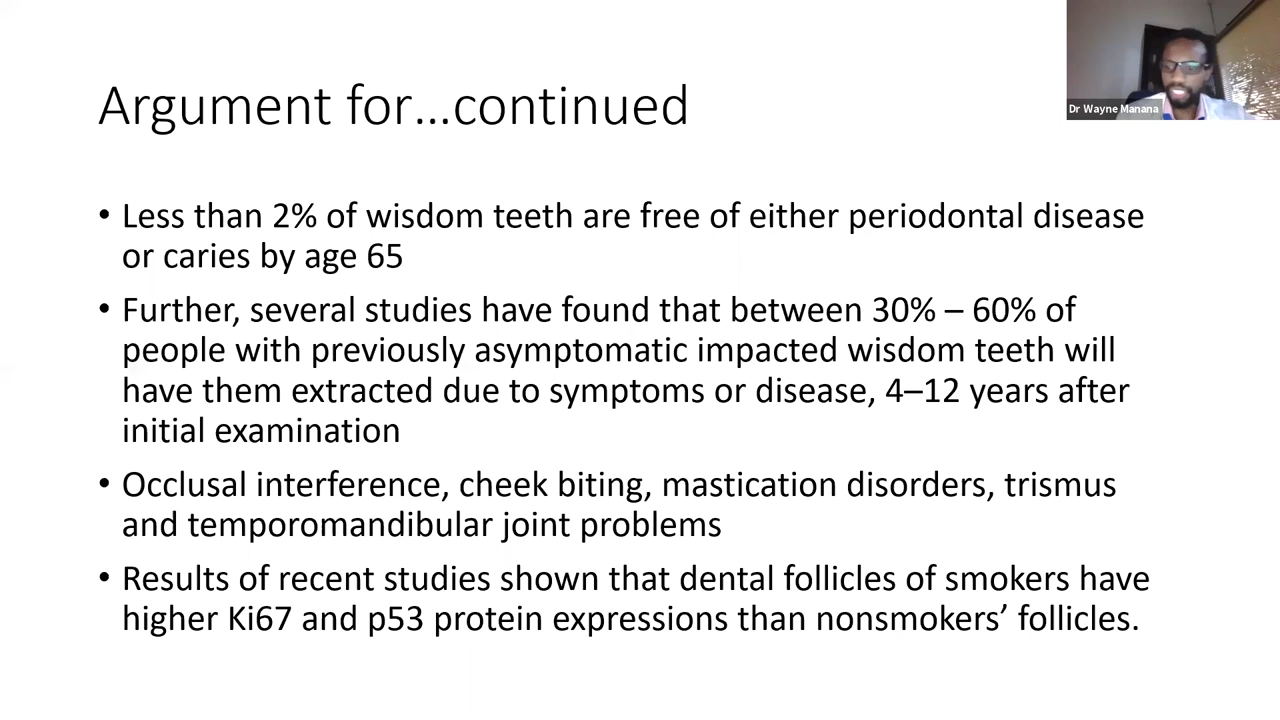 Argument for...continued
Dr Wayne Manana
• Less than 2% of wisdom teeth are free of either periodontal disease
or caries by age 65
• Further, several studies have found that between 30% – 60% of
people with previously asymptomatic impacted wisdom teeth will
have them extracted due to symptoms or disease, 4–12 years after
initial examination
• Occlusal interference, cheek biting, mastication disorders, trismus
and temporomandibular joint problems
• Results of recent studies shown that dental follicles of smokers have
higher Ki67 and p53 protein expressions than nonsmokers’ follicles.